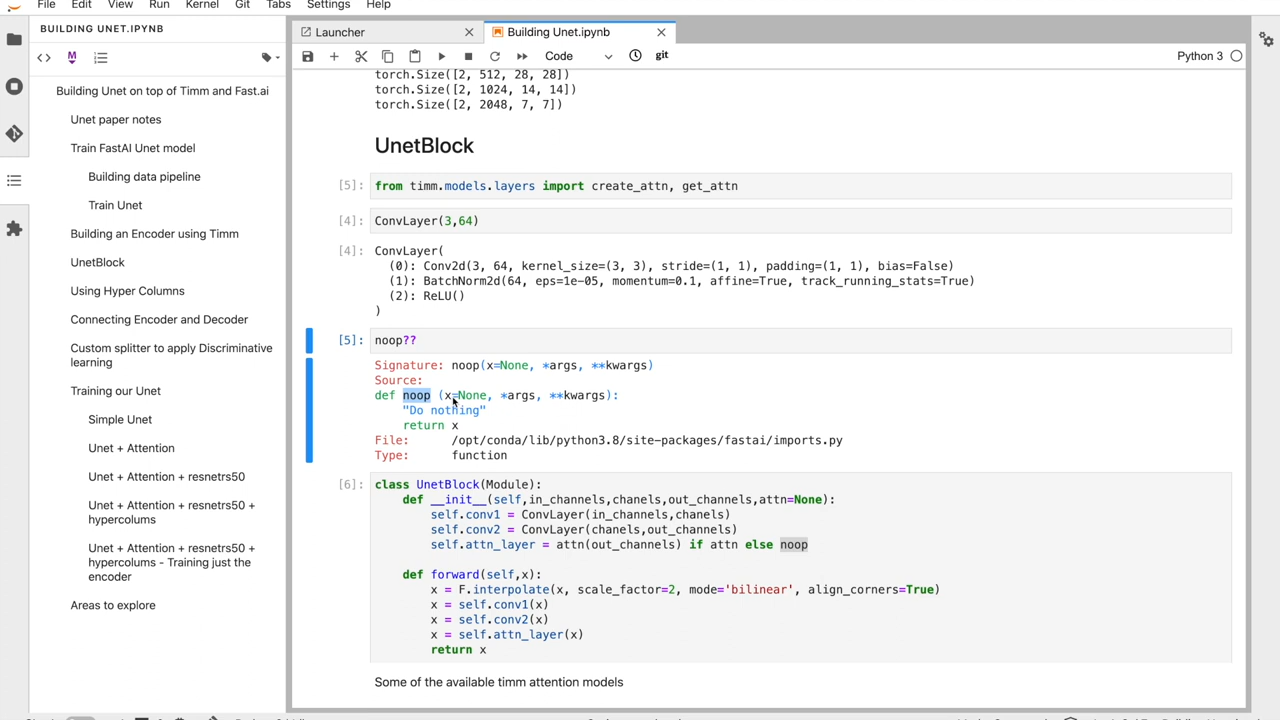 File Edit View Run Kernel Git Tabs Settings Help
BUILDING UNET.IPYNB
Building Unet on top of Timm and Fast.ai
Unet paper notes
Train FastAI Unet model
Building data pipeline
Train Unet
Building an Encoder using Timm
UnetBlock
Using Hyper Columns
Connecting Encoder and Decoder
Custom splitter to apply Discriminative
learning
Training our Unet
Simple Unet
Unet + Attention
Unet + Attention + resnetrs50
Unet + Attention + resnetrs50 +
hypercolums
Unet + Attention + resnetrs50 +
hypercolums - Training just the
encoder
Areas to explore
Launcher
Building Unet.ipynb
Code
git
Python 3
torch.Size([2, 512, 28, 28])
torch.Size([2, 1024, 14, 14])
torch.Size([2, 2048, 7, 7])
UnetBlock
[5]: from timm.models.layers import create_attn, get_attn
[4]: ConvLayer(3,64)
[4]: ConvLayer(
(0): Conv2d(3, 64, kernel_size=(3, 3), stride=(1, 1), padding=(1, 1), bias=False)
(1): BatchNorm2d(64, eps=1e-05, momentum=0.1, affine=True, track_running_stats=True)
(2): ReLU()
)
[5]: noop??
Signature: noop(x=None, *args, **kwargs)
Source:
def noop (x=None, *args, **kwargs):
"Do nothing"
return x
File: /opt/conda/lib/python3.8/site-packages/fastai/imports.py
Type: function
[6]: class UnetBlock(Module):
def __init__(self,in_channels,chanels,out_channels,attn=None):
self.conv1 = ConvLayer(in_channels,chanels)
self.conv2 = ConvLayer(chanels,out_channels)
self.attn_layer = attn(out_channels) if attn else noop
def forward(self,x):
x = F.interpolate(x, scale_factor=2, mode='bilinear', align_corners=True)
x = self.conv1(x)
x = self.conv2(x)
x = self.attn_layer(x)
return x
Some of the available timm attention models